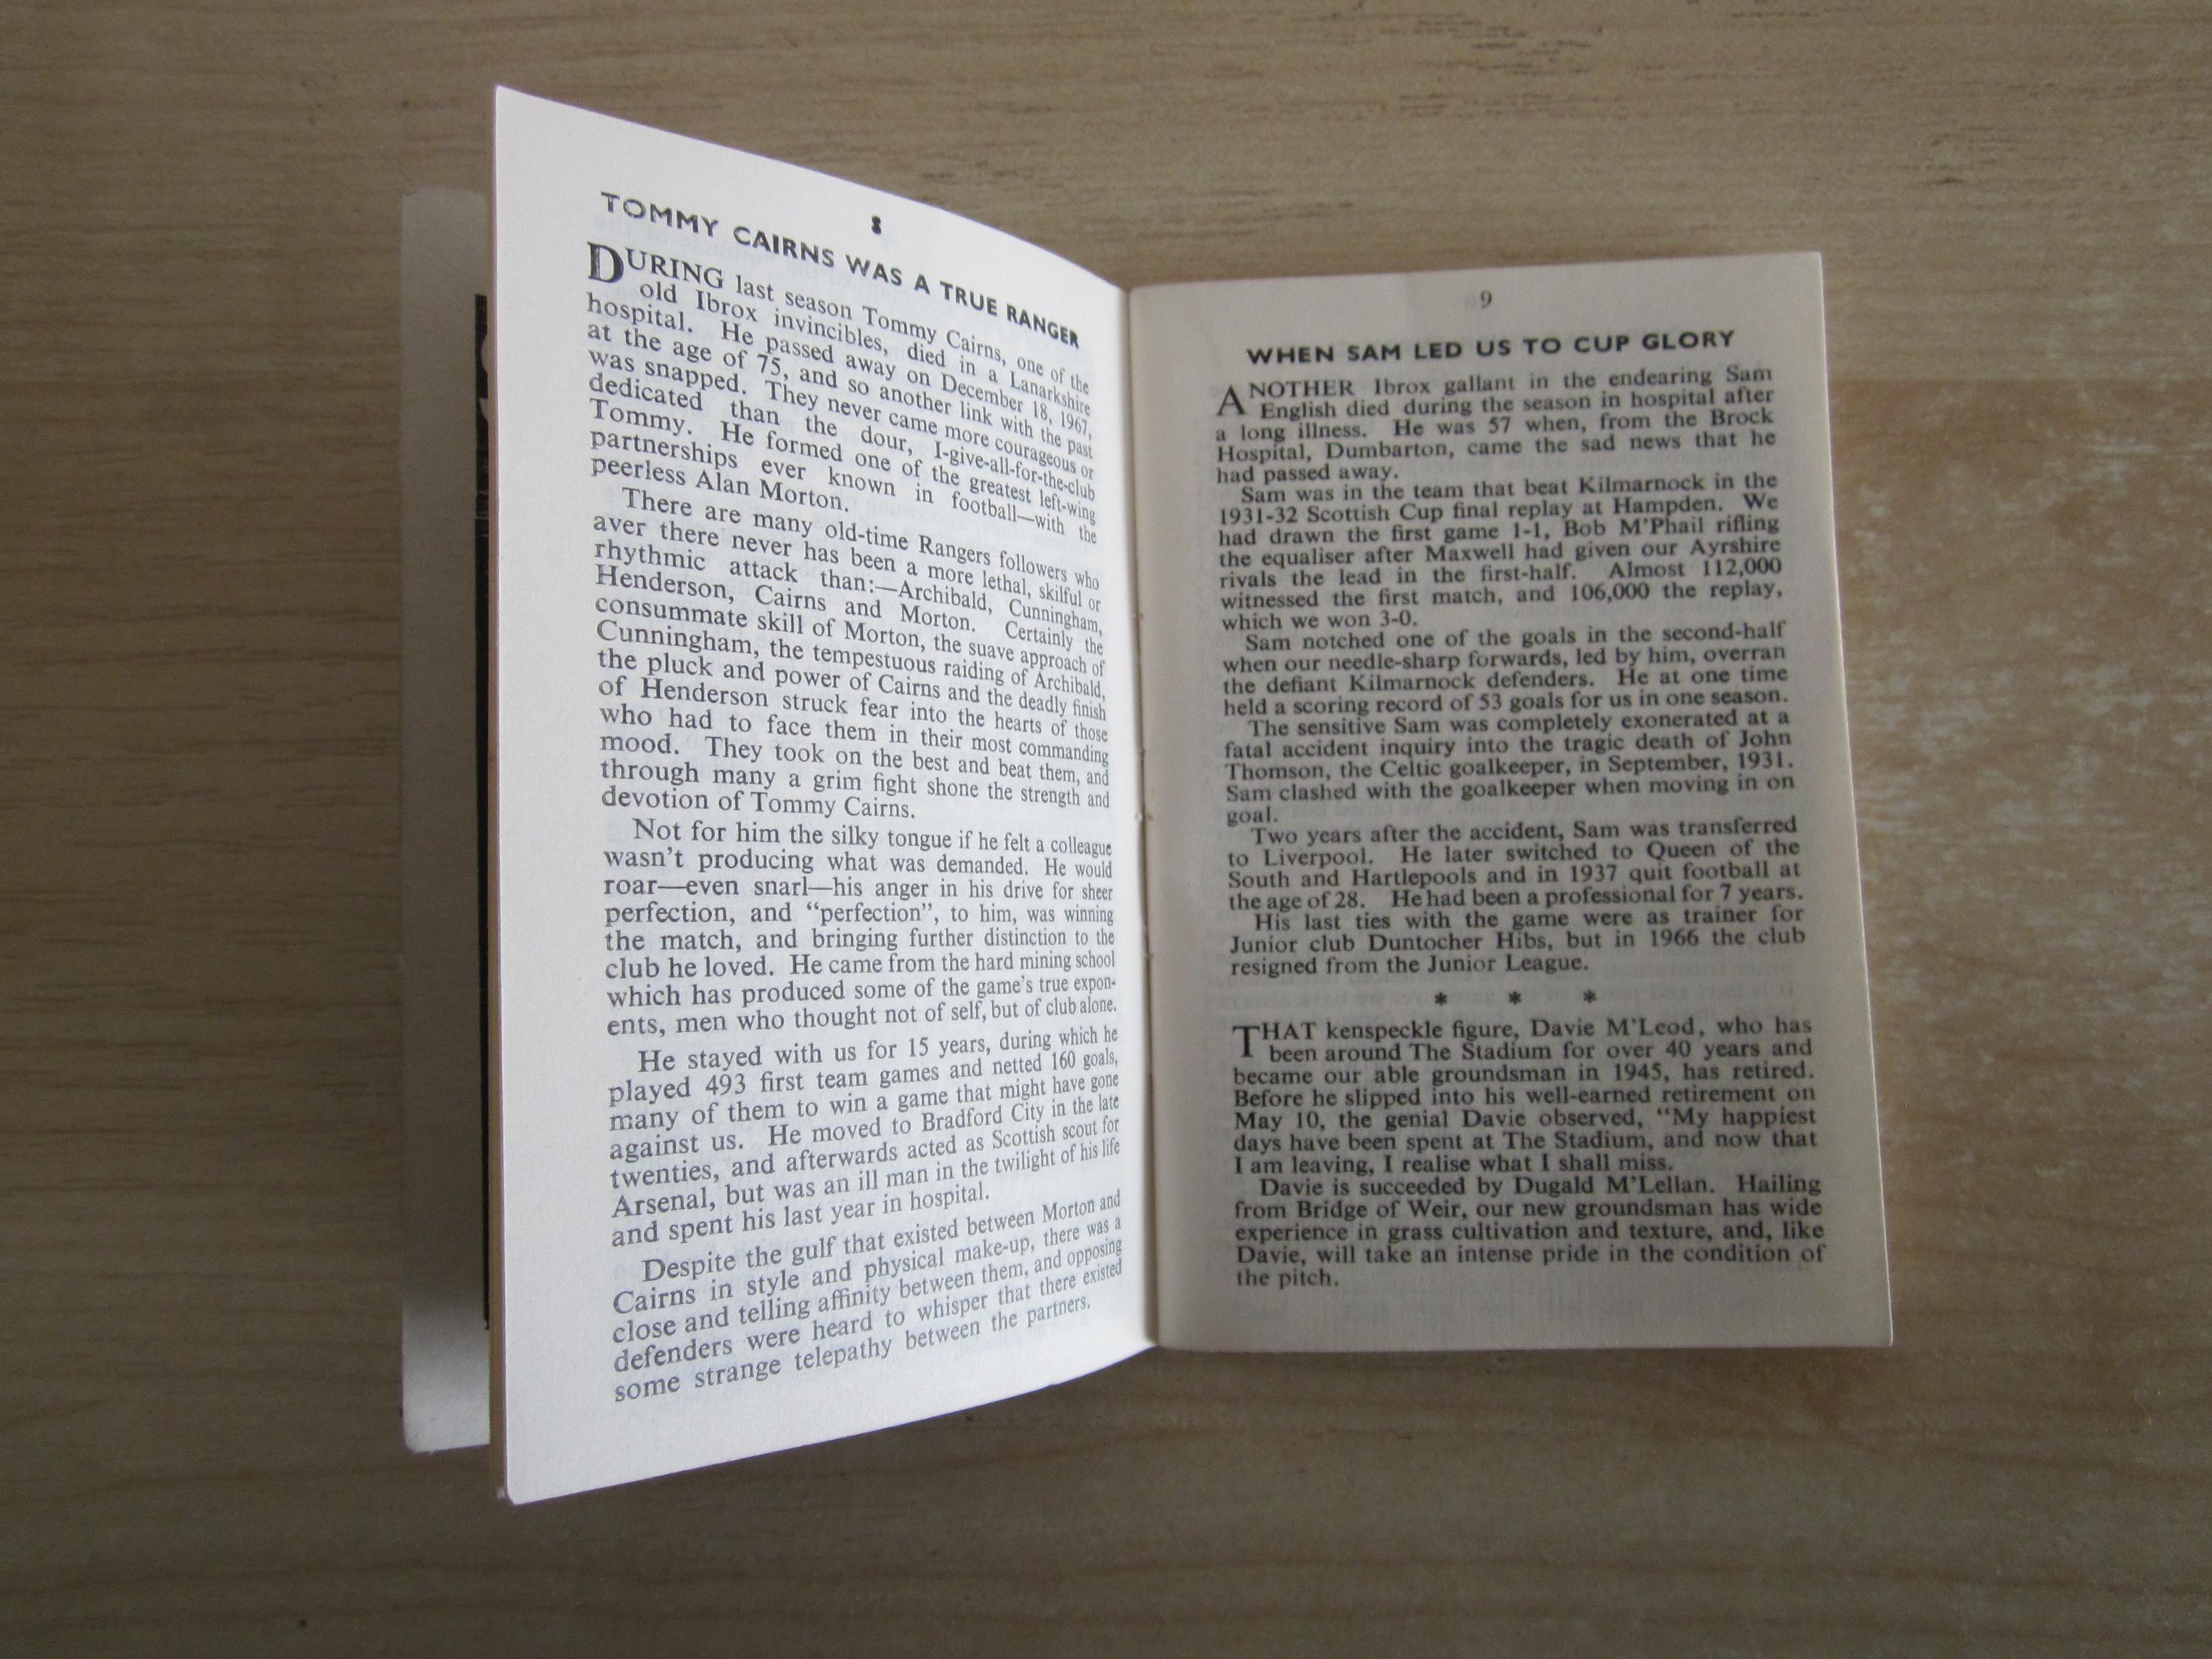 8
TOMMY CAIRNS WAS A TRUE RANGER
DURING last season Tommy Cairns, one of the
old Ibrox invincibles, died in a Lanarkshire
hospital. He passed away on December 18, 1967,
at the age of 75, and so another link with the past
was snapped. They never came more courageous or
dedicated than the dour, I-give-all-for-the-club
Tommy. He formed one of the greatest left-wing
partnerships ever known in football—with the
peerless Alan Morton.
There are many old-time Rangers followers who
aver there never has been a more lethal, skilful or
rhythmic attack than:—Archibald, Cunningham,
Henderson, Cairns and Morton. Certainly the
consummate skill of Morton, the suave approach of
Cunningham, the tempestuous raiding of Archibald,
the pluck and power of Cairns and the deadly finish
of Henderson struck fear into the hearts of those
who had to face them in their most commanding
mood. They took on the best and beat them, and
through many a grim fight shone the strength and
devotion of Tommy Cairns.
Not for him the silky tongue if he felt a colleague
wasn't producing what was demanded. He would
roar—even snarl—his anger in his drive for sheer
perfection, and "perfection", to him, was winning
the match, and bringing further distinction to the
club he loved. He came from the hard mining school
which has produced some of the game's true expon-
ents, men who thought not of self, but of club alone.
He stayed with us for 15 years, during which he
played 493 first team games and netted 160 goals,
many of them to win a game that might have gone
against us. He moved to Bradford City in the late
twenties, and afterwards acted as Scottish scout for
Arsenal, but was an ill man in the twilight of his life
and spent his last year in hospital.
Despite the gulf that existed between Morton and
Cairns in style and physical make-up, there was a
close and telling affinity between them, and opposing
defenders were heard to whisper that there existed
some strange telepathy between the partners.
9
WHEN SAM LED US TO CUP GLORY
ANOTHER Ibrox gallant in the endearing Sam
English died during the season in hospital after
a long illness. He was 57 when, from the Brock
Hospital, Dumbarton, came the sad news that he
had passed away.
Sam was in the team that beat Kilmarnock in the
1931-32 Scottish Cup final replay at Hampden. We
had drawn the first game 1-1, Bob M'Phail rifling
the equaliser after Maxwell had given our Ayrshire
rivals the lead in the first-half. Almost 112,000
witnessed the first match, and 106,000 the replay,
which we won 3-0.
Sam notched one of the goals in the second-half
when our needle-sharp forwards, led by him, overran
the defiant Kilmarnock defenders. He at one time
held a scoring record of 53 goals for us in one season.
The sensitive Sam was completely exonerated at a
fatal accident inquiry into the tragic death of John
Thomson, the Celtic goalkeeper, in September, 1931.
Sam clashed with the goalkeeper when moving in on
goal.
Two years after the accident, Sam was transferred
to Liverpool. He later switched to Queen of the
South and Hartlepools and in 1937 quit football at
the age of 28. He had been a professional for 7 years.
His last ties with the game were as trainer for
Junior club Duntocher Hibs, but in 1966 the club
resigned from the Junior League.
* * *
THAT kenspeckle figure, Davie M'Leod, who has
been around The Stadium for over 40 years and
became our able groundsman in 1945, has retired.
Before he slipped into his well-earned retirement on
May 10, the genial Davie observed, "My happiest
days have been spent at The Stadium, and now that
I am leaving, I realise what I shall miss.
Davie is succeeded by Dugald M'Lellan. Hailing
from Bridge of Weir, our new groundsman has wide
experience in grass cultivation and texture, and, like
Davie, will take an intense pride in the condition of
the pitch.